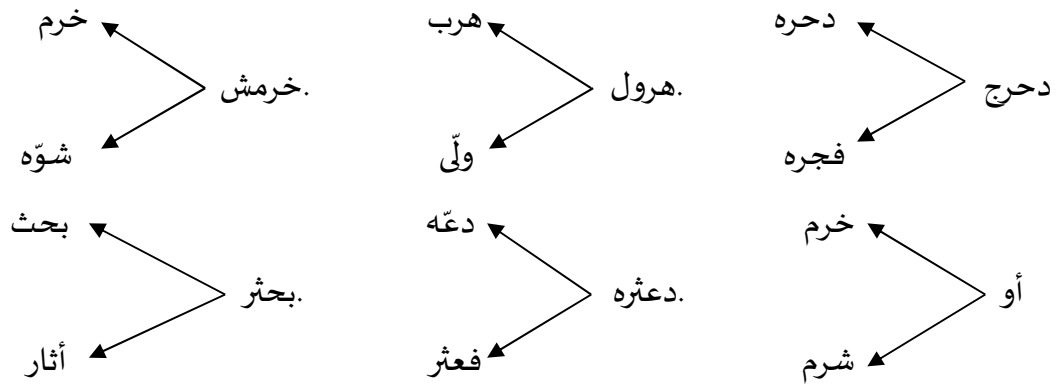 دحره هرب خرم
دحرج .هرول .خرمش
فجره ولّى شوّه
خرم دعّه بحث
أو .دعثره .بحثر
شرم فعثر أثار